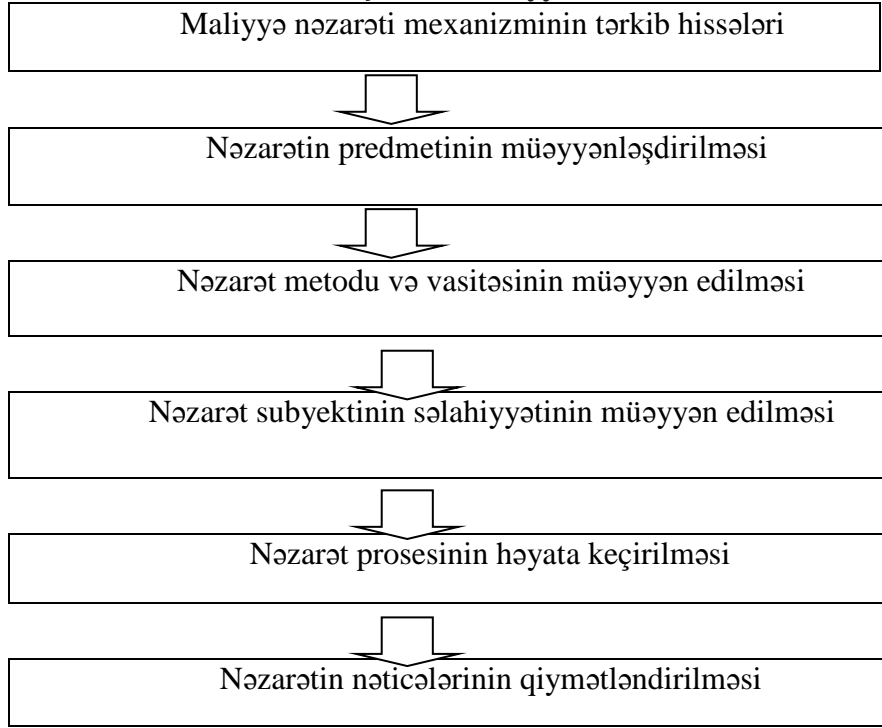 Maliyyə nəzarəti mexanizminin tərkib hissələri
Nəzarətin predmetinin müəyyənləşdirilməsi
Nəzarət metodu və vasitəsinin müəyyən edilməsi
Nəzarət subyektinin səlahiyyətinin müəyyən edilməsi
Nəzarət prosesinin həyata keçirilməsi
Nəzarətin nəticələrinin qiymətləndirilməsi